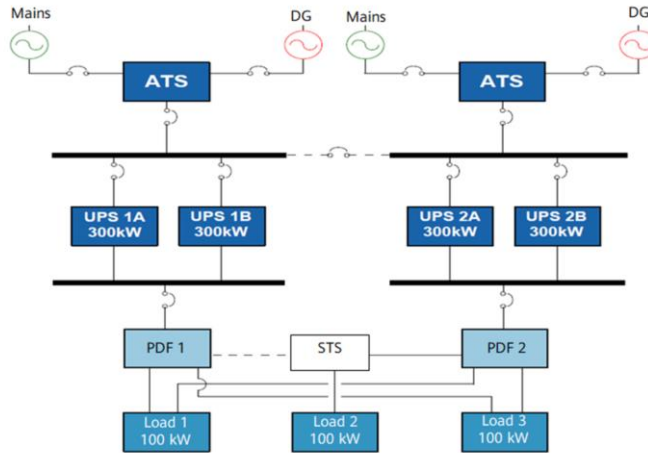 Mains
DG
Mains
DG
ATS
ATS
UPS 1A
300kW
UPS 1B
300kW
UPS 2A
300kW
UPS 2B
300kW
PDF 1
STS
PDF 2
Load 1
100 kW
Load 2
100 kW
Load 3
100 kW